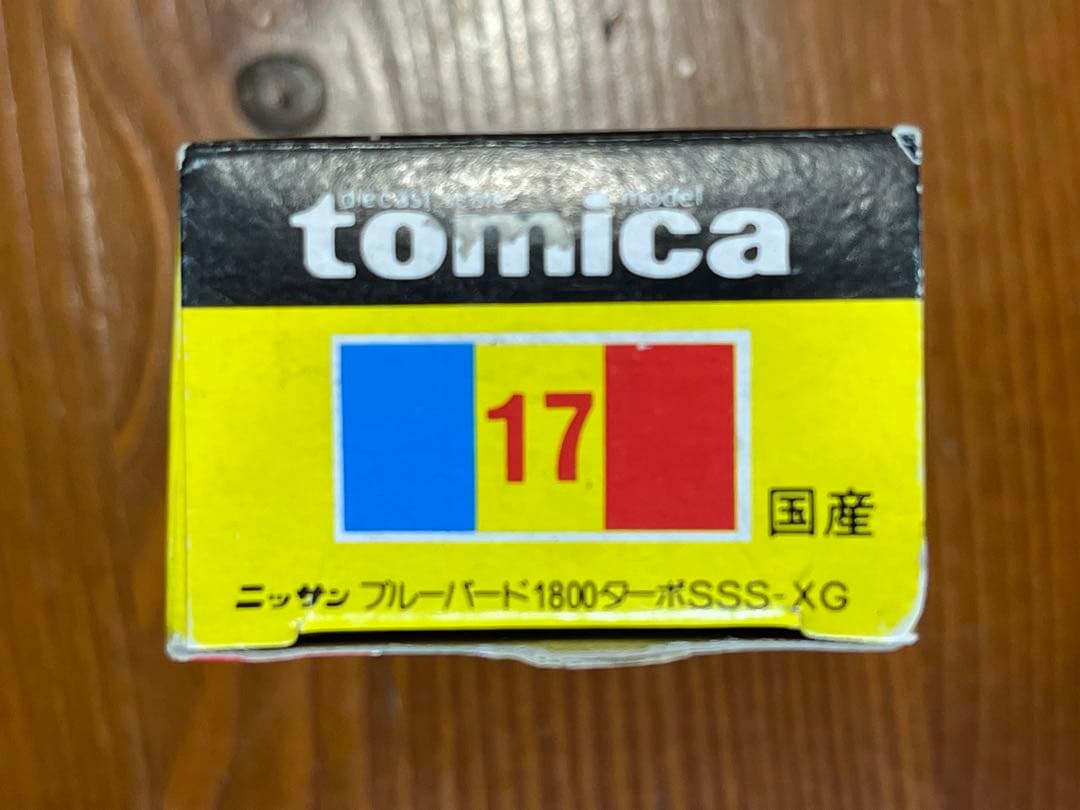 diecast scale model
tomica
17
国産
ニッサン ブルーバード1800ターボSSS-XG